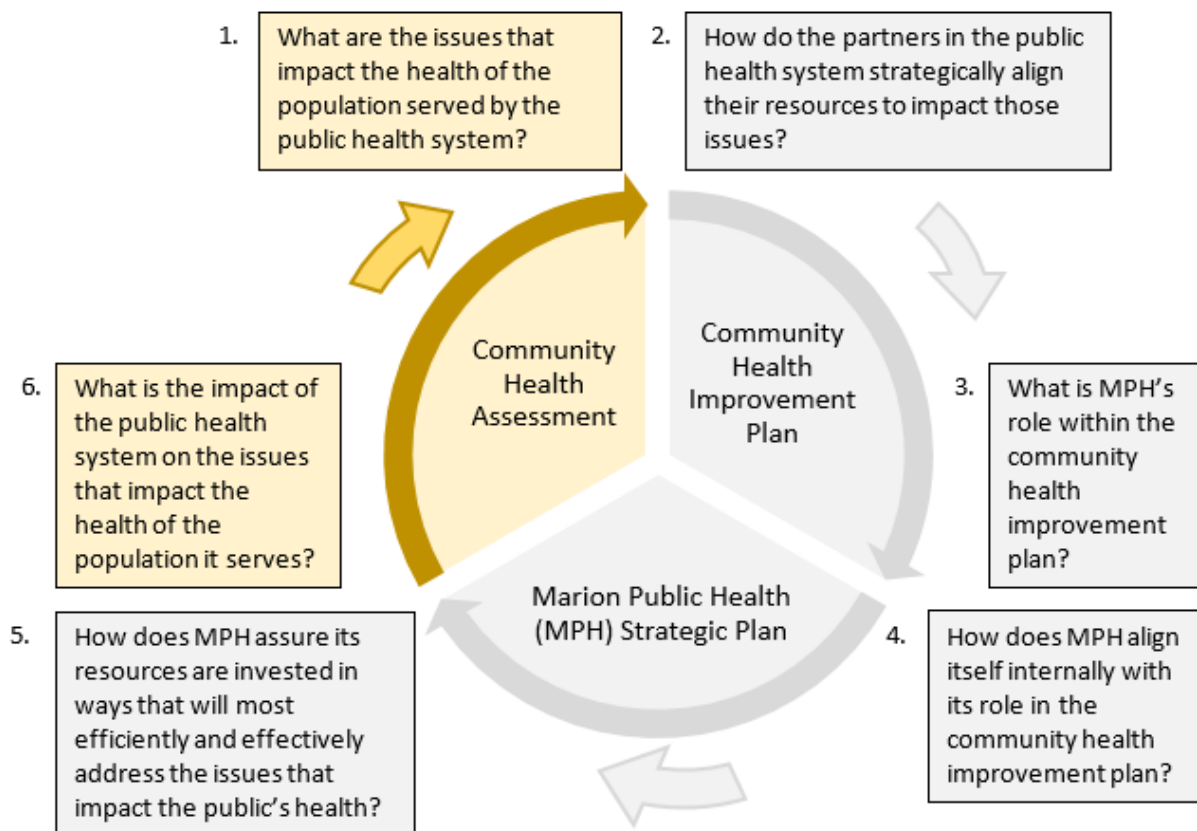 1.
What are the issues that
impact the health of the
population served by the
public health system?
2.
How do the partners in the public
health system strategically align
their resources to impact those
issues?
Community
Health
Assessment
Community
Health
Improvement
Plan
3.
What is MPH’s
role within the
community
health
improvement
plan?
6.
What is the impact of
the public health
system on the issues
that impact the
health of the
population it serves?
Marion Public Health
(MPH) Strategic Plan
4.
How does MPH align
itself internally with
its role in the
community health
improvement plan?
5.
How does MPH assure its
resources are invested in
ways that will most
efficiently and effectively
address the issues that
impact the public’s health?